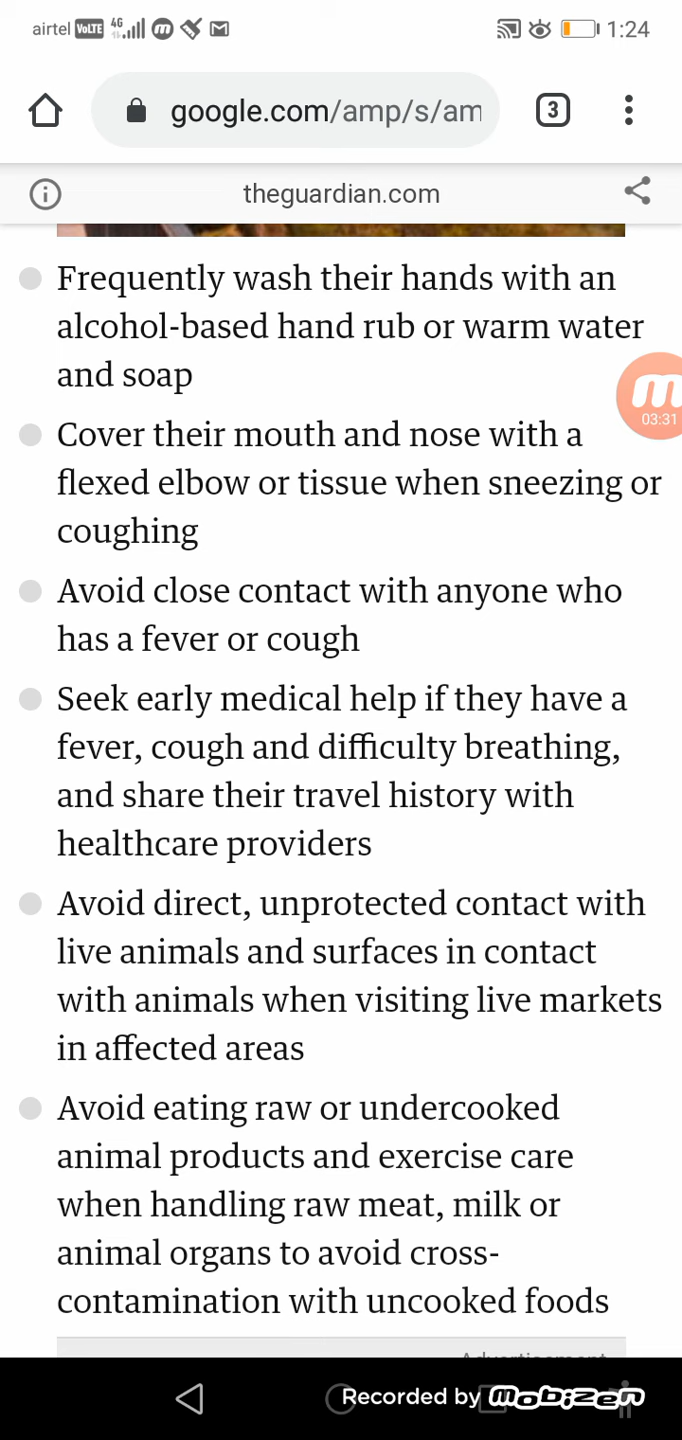 airtel VoLTE 4G m 1:24
google.com/amp/s/am 3
theguardian.com
Frequently wash their hands with an
alcohol-based hand rub or warm water
and soap
m
03:31
Cover their mouth and nose with a
flexed elbow or tissue when sneezing or
coughing
Avoid close contact with anyone who
has a fever or cough
Seek early medical help if they have a
fever, cough and difficulty breathing,
and share their travel history with
healthcare providers
Avoid direct, unprotected contact with
live animals and surfaces in contact
with animals when visiting live markets
in affected areas
Avoid eating raw or undercooked
animal products and exercise care
when handling raw meat, milk or
animal organs to avoid cross-
contamination with uncooked foods
Advertisement
Recorded by mobizen